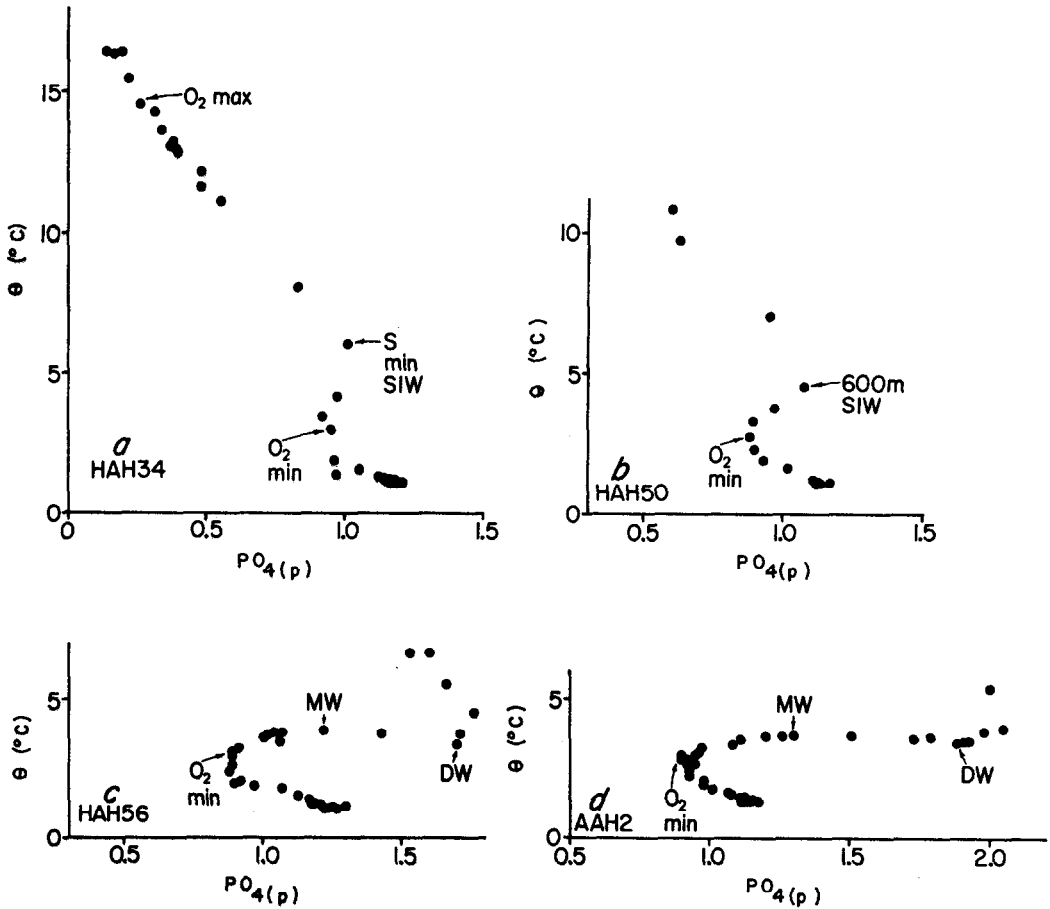 15
10
5
0
θ (°C)
O₂ max
S
min
SIW
O₂
min
a
HAH34
0
0.5
1.0
1.5
PO₄(p)
10
5
0
θ (°C)
600m
SIW
O₂
min
b
HAH50
0.5
1.0
1.5
PO₄(p)
5
0
θ (°C)
MW
DW
O₂
min
c
HAH56
0.5
1.0
1.5
PO₄(p)
5
0
θ (°C)
MW
DW
O₂
min
d
AAH2
0.5
1.0
1.5
2.0
PO₄(p)